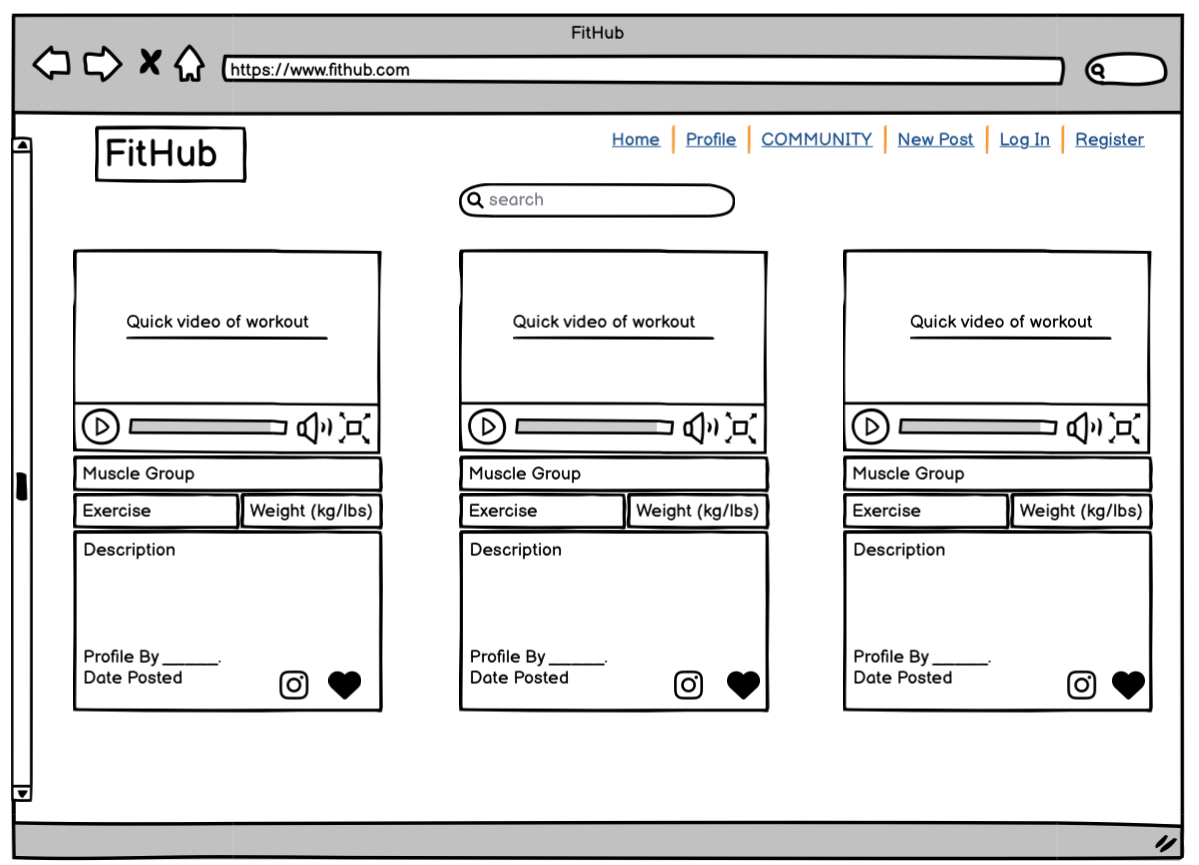 FitHub
https://www.fithub.com
FitHub
Home Profile COMMUNITY New Post Log In Register
search
Quick video of workout Quick video of workout Quick video of workout
Muscle Group Muscle Group Muscle Group
Exercise Weight (kg/lbs) Exercise Weight (kg/lbs) Exercise Weight (kg/lbs)
Description Description Description
Profile By ______. Profile By ______. Profile By ______.
Date Posted Date Posted Date Posted